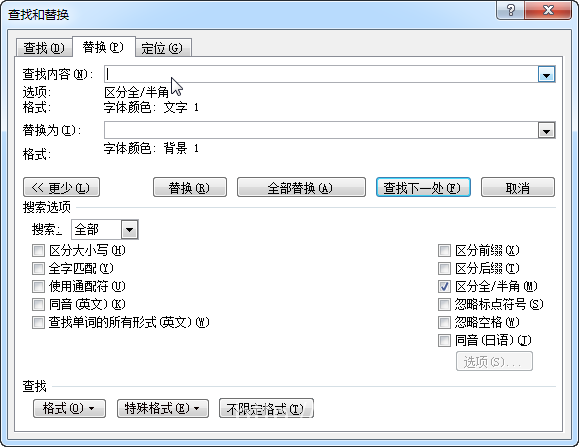 查找和替换
查找(D) 替换(P) 定位(G)
查找内容(N):
选项: 区分全/半角
格式: 字体颜色: 文字 1
替换为(I):
格式: 字体颜色: 背景 1
<< 更少(L) 替换(R) 全部替换(A) 查找下一处(F) 取消
搜索选项
搜索: 全部
区分大小写(H) 区分前缀(X)
全字匹配(Y) 区分后缀(T)
使用通配符(U) 区分全/半角(M)
同音(英文)(K) 忽略标点符号(S)
查找单词的所有形式(英文)(W) 忽略空格(W)
同音(日语)(J)
选项(S)...
查找
格式(O) 特殊格式(E) 不限定格式(T)